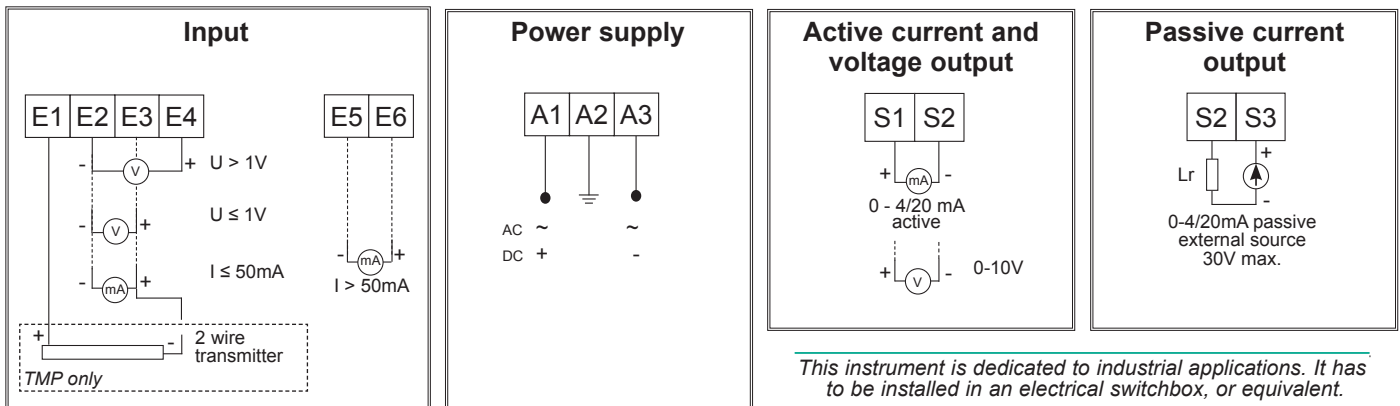 Input
E1 E2 E3 E4
E5 E6
- V + U > 1V
- V + U ≤ 1V
- mA + I ≤ 50mA
- mA +
I > 50mA
+ - 2 wire
transmitter
TMP only
Power supply
A1 A2 A3
AC ~ ~
DC + -
Active current and
voltage output
S1 S2
+ mA -
0 - 4/20 mA
active
+ V - 0-10V
Passive current
output
S2 S3
+
Lr
-
0-4/20mA passive
external source
30V max.
This instrument is dedicated to industrial applications. It has
to be installed in an electrical switchbox, or equivalent.